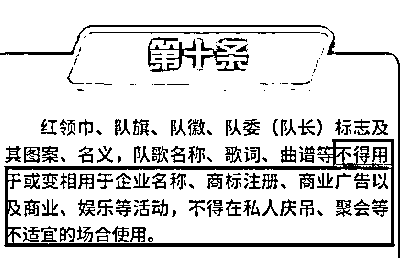 第十条
红领巾、队旗、队徽、队委（队长）标志及
其图案、名义，队歌名称、歌词、曲谱等不得用
于或变相用于企业名称、商标注册、商业广告以
及商业、娱乐等活动，不得在私人庆吊、聚会等
不适宜的场合使用。